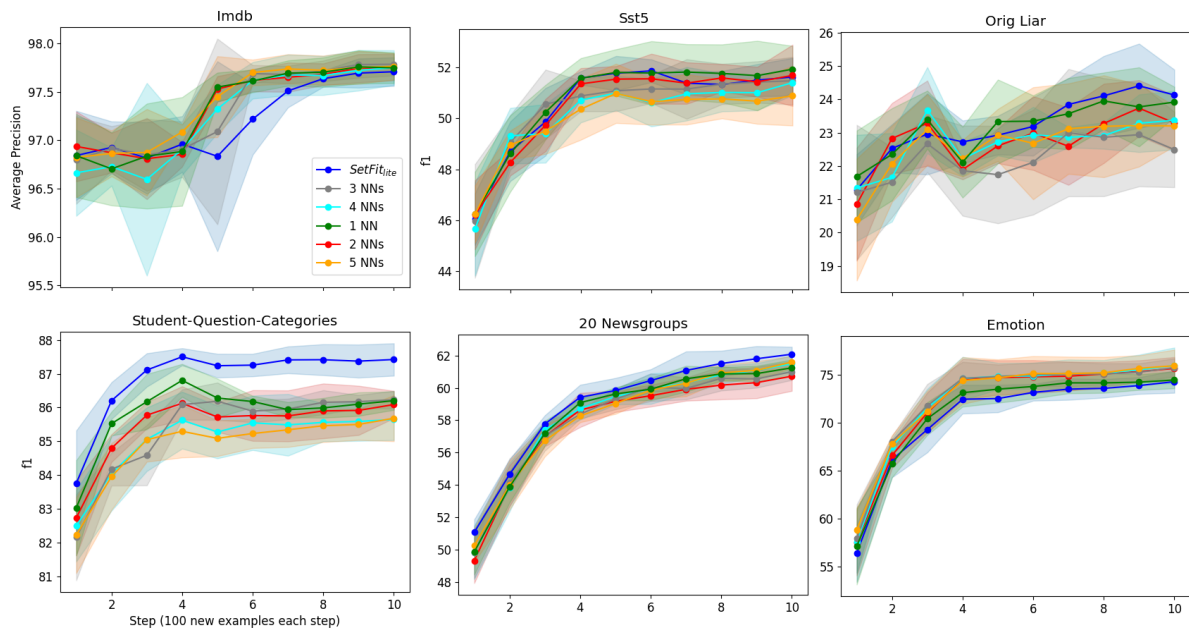 Imdb
Sst5
Orig Liar
98.0
97.5
97.0
96.5
96.0
95.5
Average Precision
SetFit_lite
3 NNs
4 NNs
1 NN
2 NNs
5 NNs
52
50
48
46
44
f1
26
25
24
23
22
21
20
19
Student-Question-Categories
20 Newsgroups
Emotion
88
87
86
85
84
83
82
81
f1
2 4 6 8 10
Step (100 new examples each step)
62
60
58
56
54
52
50
48
2 4 6 8 10
75
70
65
60
55
2 4 6 8 10